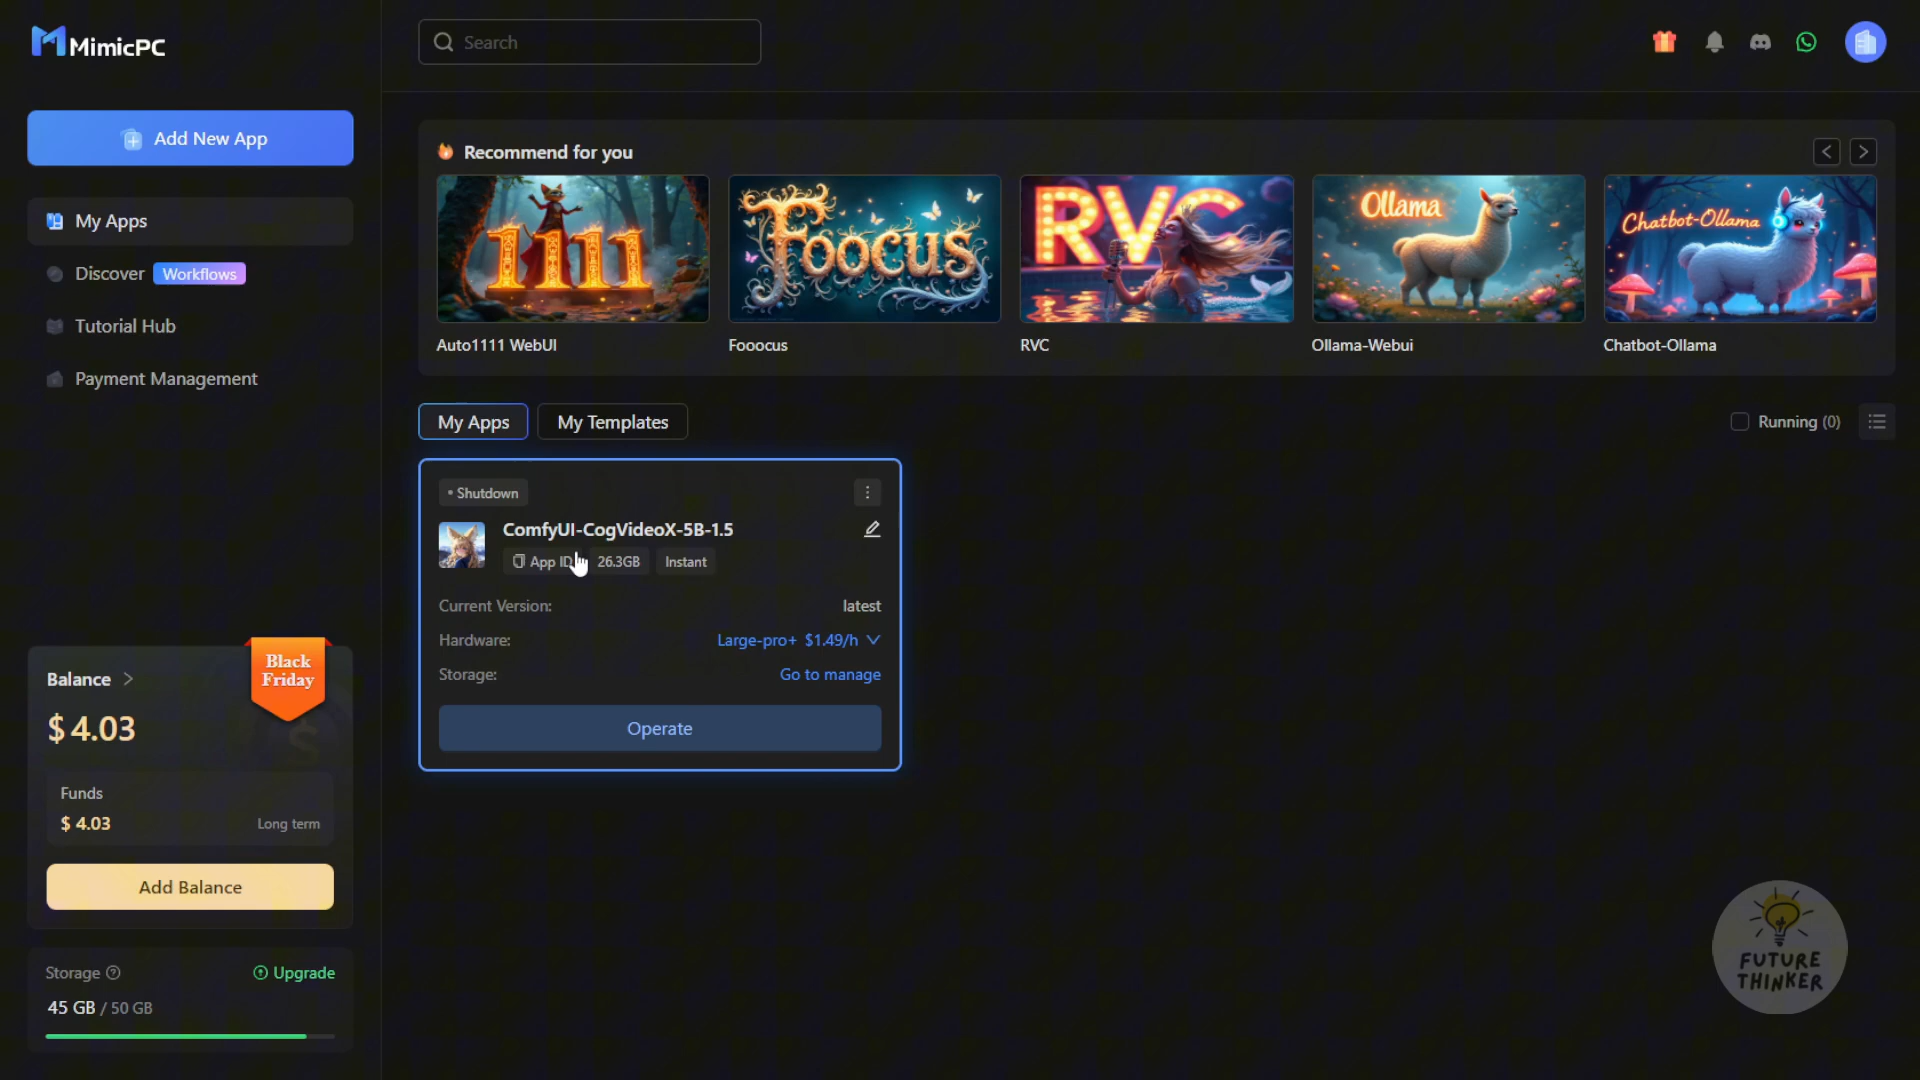 MimicPC
Search
Add New App
My Apps
Discover Workflows
Tutorial Hub
Payment Management
Recommend for you
1111
FOOCUS
RVC
Ollama
Chatbot-Ollama
Auto1111 WebUI
Fooocus
RVC
Ollama-Webui
Chatbot-Ollama
My Apps
My Templates
Running (0)
Shutdown
ComfyUI-CogVideoX-5B-1.5
App ID
26.3GB
Instant
Current Version:
latest
Hardware:
Large-pro+ $1.49/h
Storage:
Go to manage
Operate
Balance
Black
Friday
$ 4.03
Funds
$ 4.03
Long term
Add Balance
Storage
Upgrade
45 GB / 50 GB
FUTURE
THINKER